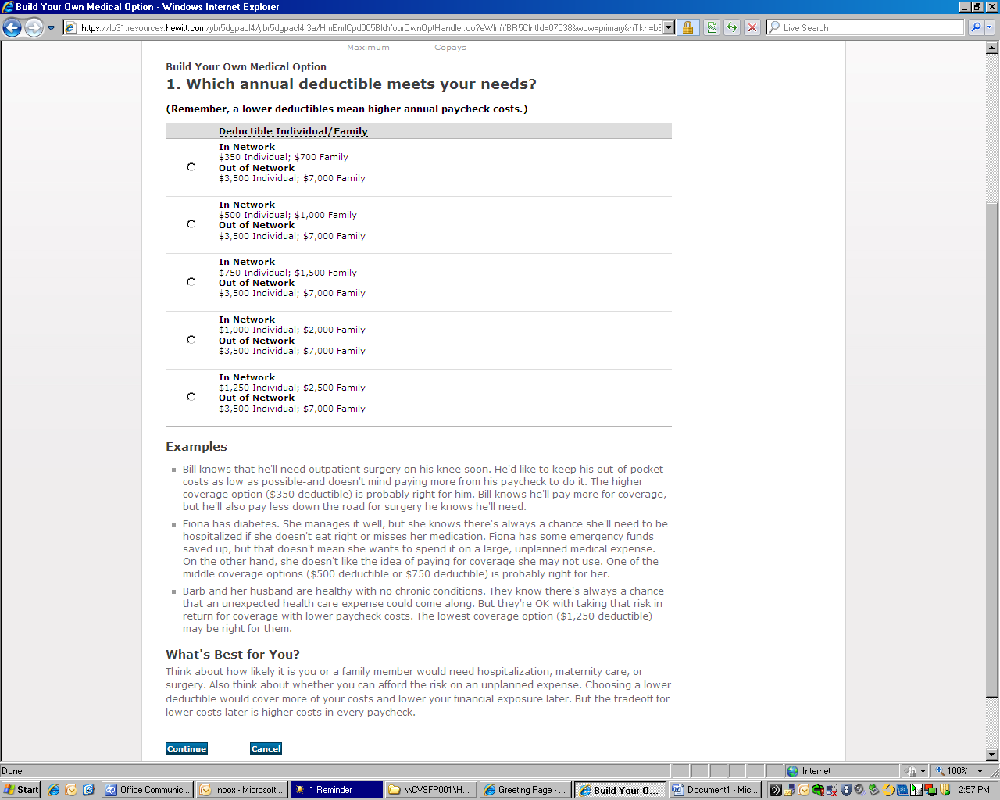 Build Your Own Medical Option - Windows Internet Explorer
Live Search
Maximum Copays
Build Your Own Medical Option
1. Which annual deductible meets your needs?
(Remember, a lower deductibles mean higher annual paycheck costs.)
Deductible Individual/Family
In Network
$350 Individual; $700 Family
Out of Network
$3,500 Individual; $7,000 Family
In Network
$500 Individual; $1,000 Family
Out of Network
$3,500 Individual; $7,000 Family
In Network
$750 Individual; $1,500 Family
Out of Network
$3,500 Individual; $7,000 Family
In Network
$1,000 Individual; $2,000 Family
Out of Network
$3,500 Individual; $7,000 Family
In Network
$1,250 Individual; $2,500 Family
Out of Network
$3,500 Individual; $7,000 Family
Examples
Bill knows that he'll need outpatient surgery on his knee soon. He'd like to keep his out-of-pocket
costs as low as possible-and doesn't mind paying more from his paycheck to do it. The higher
coverage option ($350 deductible) is probably right for him. Bill knows he'll pay more for coverage,
but he'll also pay less down the road for surgery he knows he'll need.
Fiona has diabetes. She manages it well, but she knows there's always a chance she'll need to be
hospitalized if she doesn't eat right or misses her medication. Fiona has some emergency funds
saved up, but that doesn't mean she wants to spend it on a large, unplanned medical expense.
On the other hand, she doesn't like the idea of paying for coverage she may not use. One of the
middle coverage options ($500 deductible or $750 deductible) is probably right for her.
Barb and her husband are healthy with no chronic conditions. They know there's always a chance
that an unexpected health care expense could come along. But they're OK with taking that risk in
return for coverage with lower paycheck costs. The lowest coverage option ($1,250 deductible)
may be right for them.
What's Best for You?
Think about how likely it is you or a family member would need hospitalization, maternity care, or
surgery. Also think about whether you can afford the risk on an unplanned expense. Choosing a lower
deductible would cover more of your costs and lower your financial exposure later. But the tradeoff for
lower costs later is higher costs in every paycheck.
Continue Cancel
Done Internet 100%
Start Office Communic... Inbox - Microsoft ... 1 Reminder \\CVSFP001\H... Greeting Page - ... Build Your O... Document1 - Mic... 2:57 PM